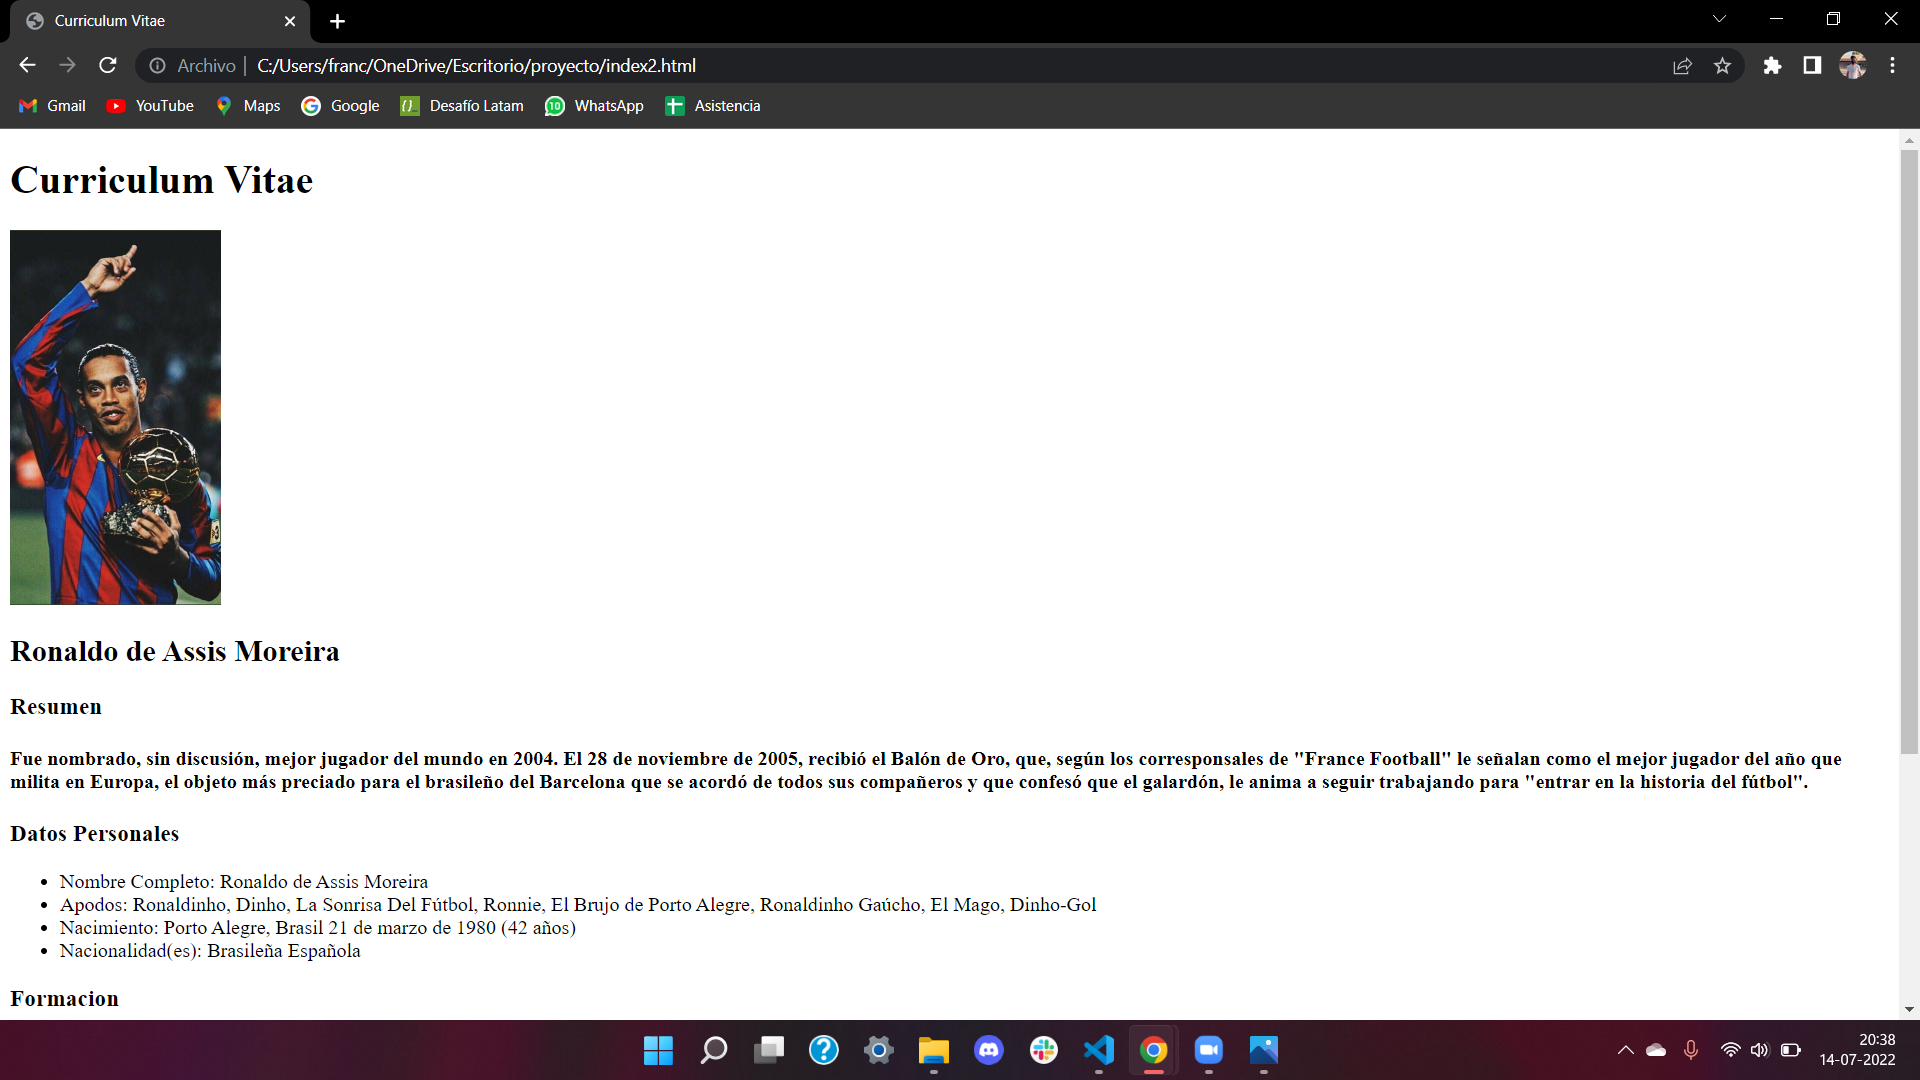 Curriculum Vitae
Archivo | C:/Users/franc/OneDrive/Escritorio/proyecto/index2.html
Gmail YouTube Maps Google Desafío Latam 10 WhatsApp Asistencia
Curriculum Vitae
Ronaldo de Assis Moreira
Resumen
Fue nombrado, sin discusión, mejor jugador del mundo en 2004. El 28 de noviembre de 2005, recibió el Balón de Oro, que, según los corresponsales de "France Football" le señalan como el mejor jugador del año que
milita en Europa, el objeto más preciado para el brasileño del Barcelona que se acordó de todos sus compañeros y que confesó que el galardón, le anima a seguir trabajando para "entrar en la historia del fútbol".
Datos Personales
• Nombre Completo: Ronaldo de Assis Moreira
• Apodos: Ronaldinho, Dinho, La Sonrisa Del Fútbol, Ronnie, El Brujo de Porto Alegre, Ronaldinho Gaúcho, El Mago, Dinho-Gol
• Nacimiento: Porto Alegre, Brasil 21 de marzo de 1980 (42 años)
• Nacionalidad(es): Brasileña Española
Formacion
20:38
14-07-2022